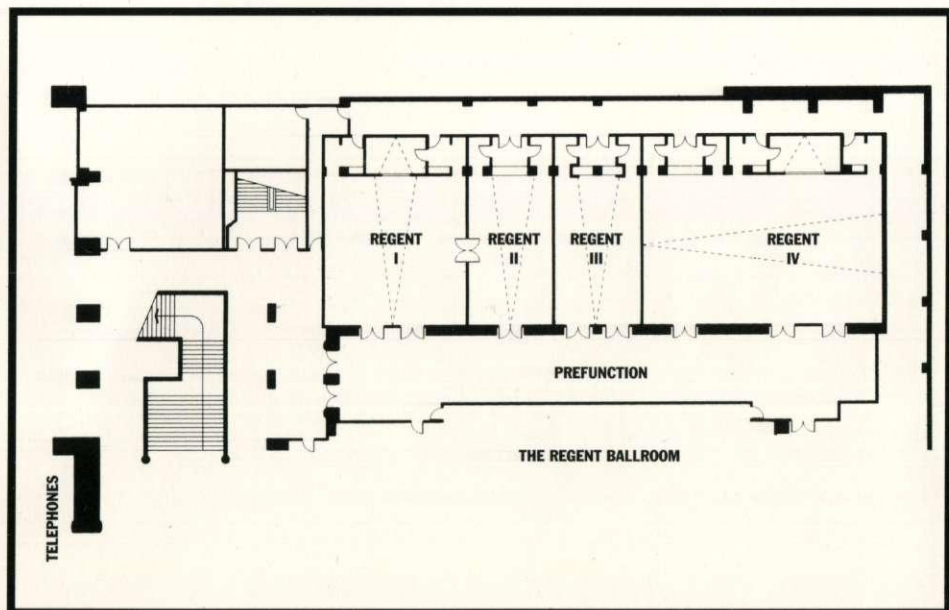 REGENT
I
REGENT
II
REGENT
III
REGENT
IV
PREFUNCTION
THE REGENT BALLROOM
TELEPHONES